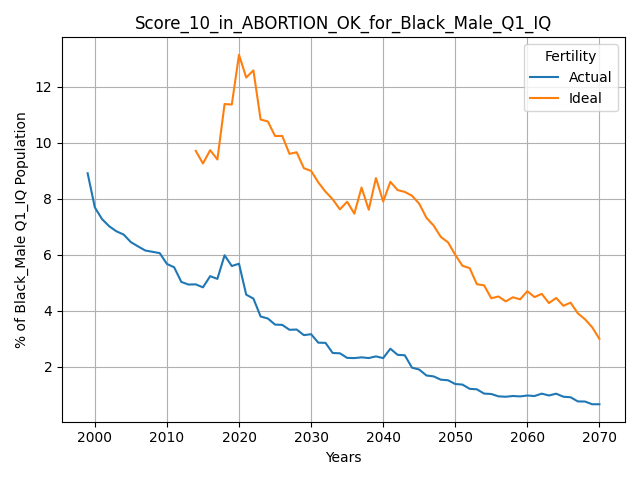 Score_10_in_ABORTION_OK_for_Black_Male_Q1_IQ
Fertility
Actual
Ideal
% of Black_Male Q1_IQ Population
12
10
8
6
4
2
2000 2010 2020 2030 2040 2050 2060 2070
Years